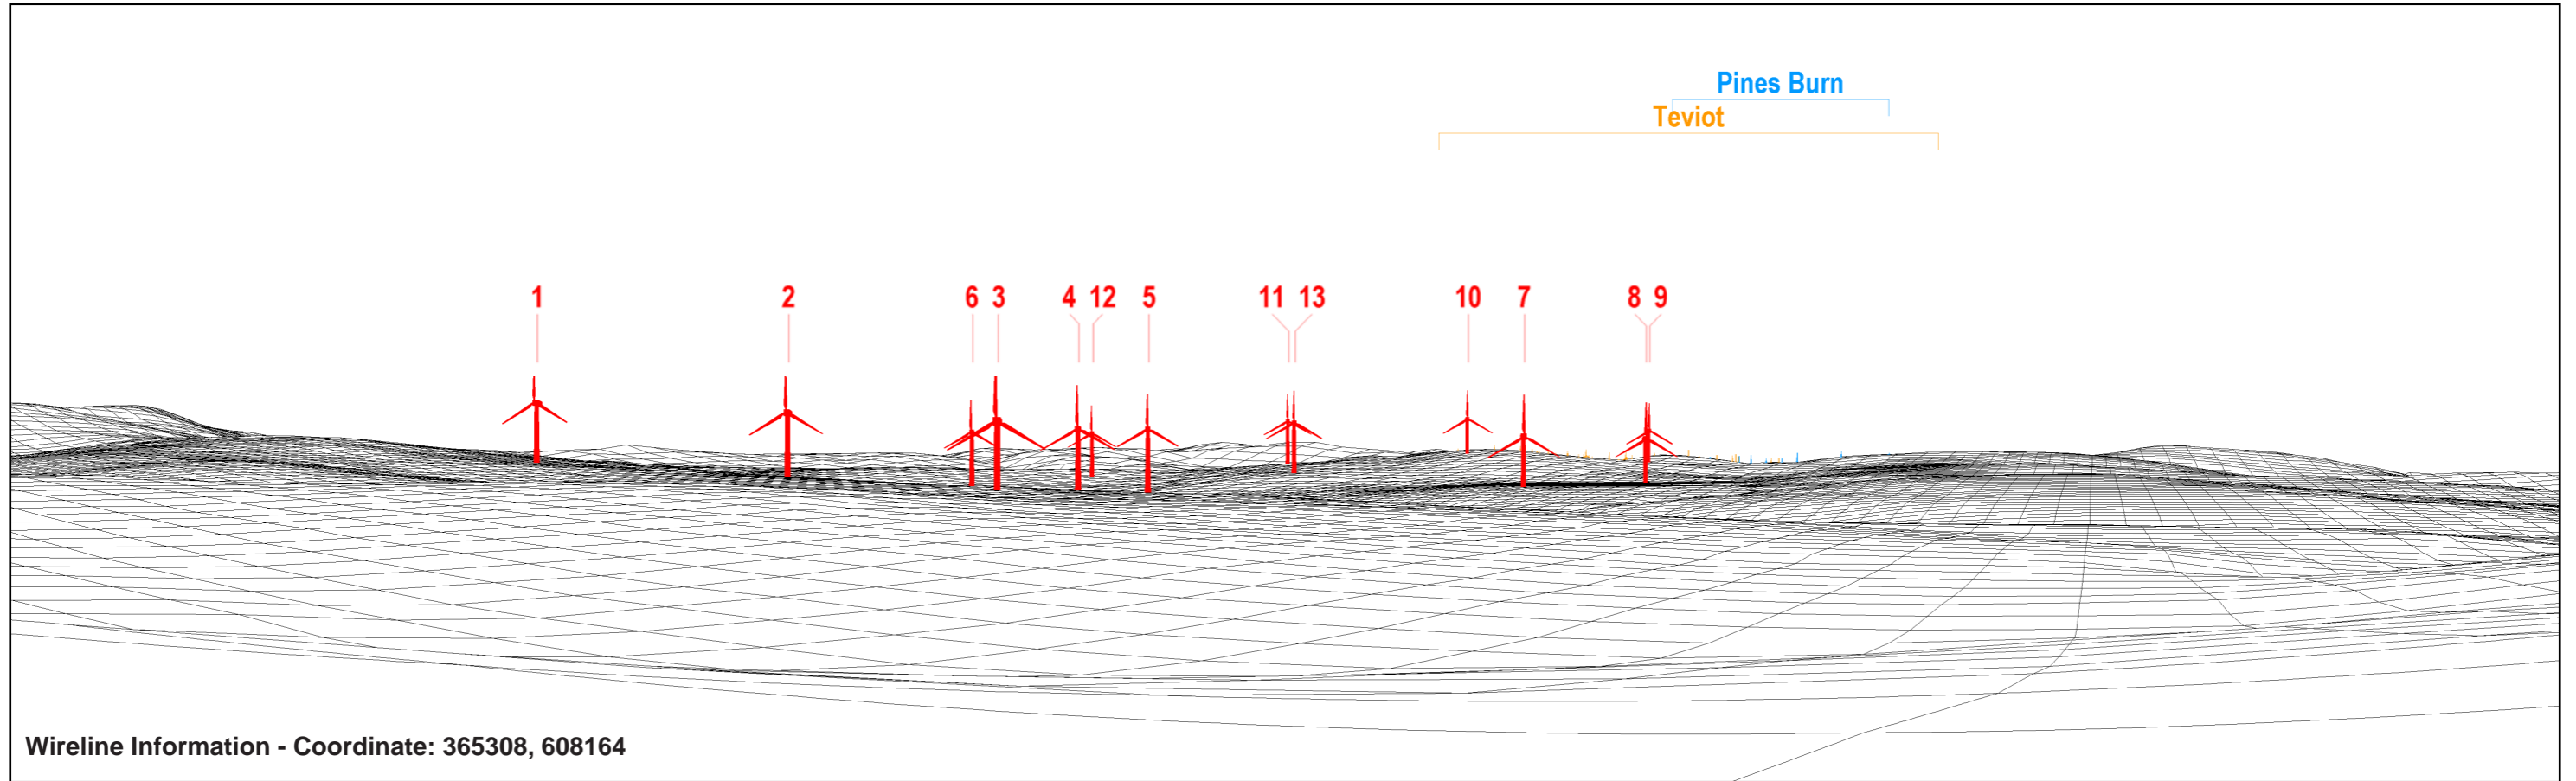 Pines Burn
Teviot
1 2 6 3 4 12 5 11 13 10 7 8 9
Wireline Information - Coordinate: 365308, 608164